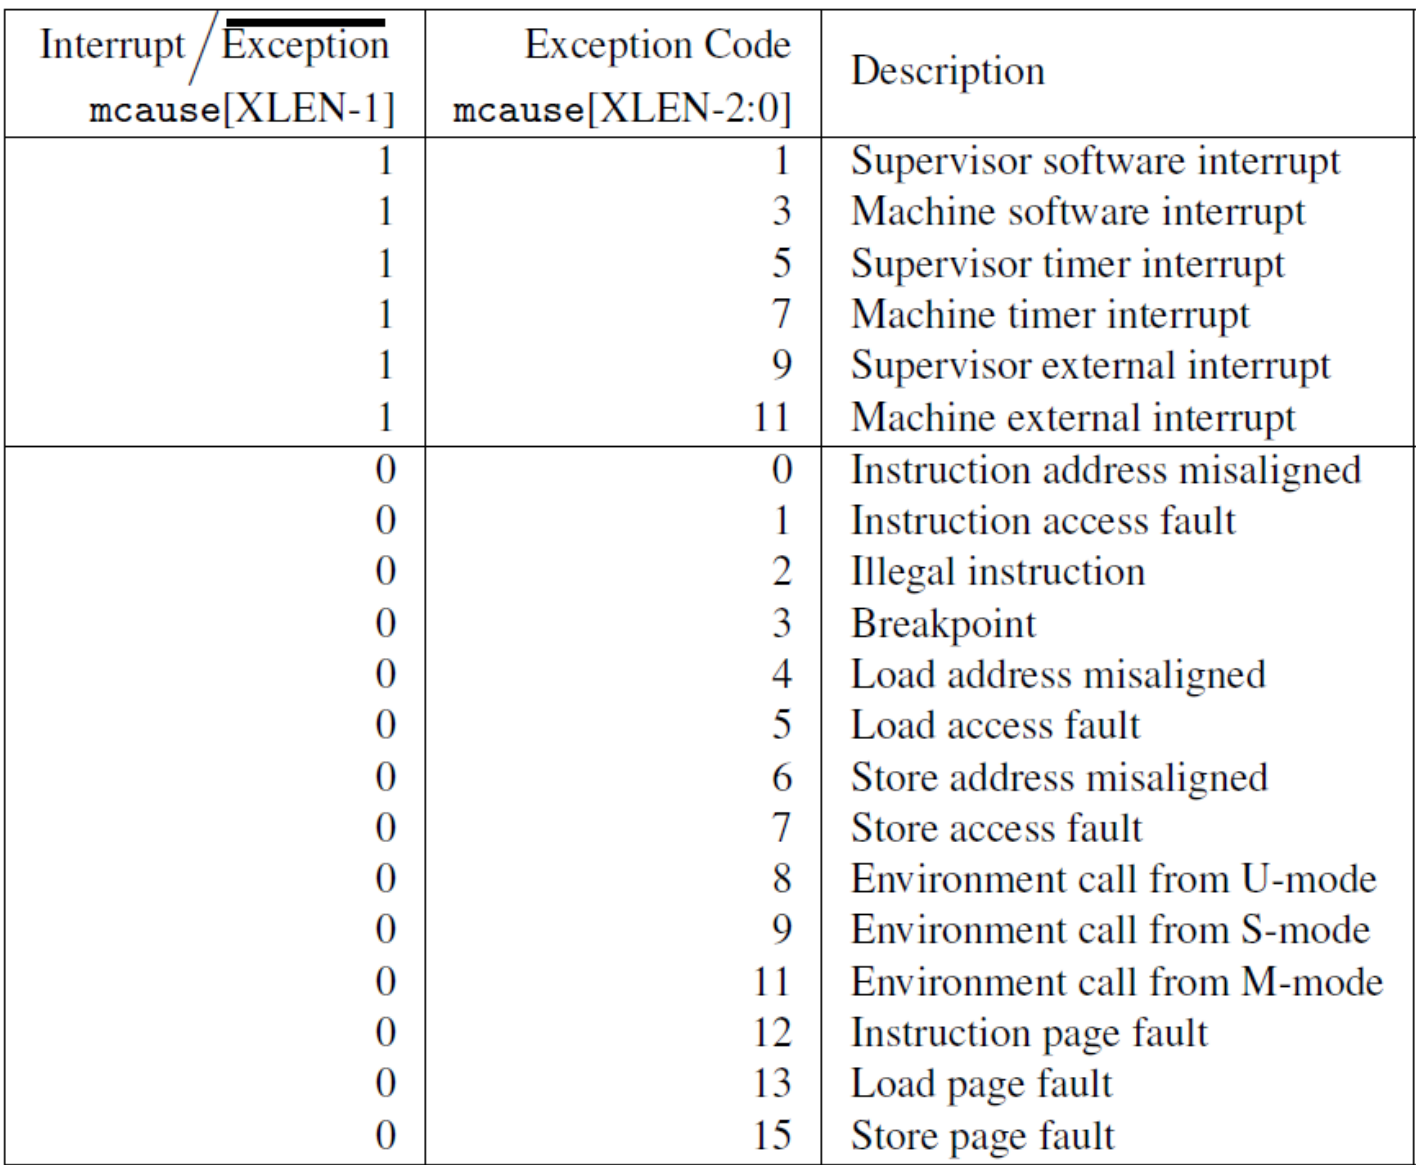 Interrupt / Exception Exception Code Description
mcause[XLEN-1] mcause[XLEN-2:0]
1 1 Supervisor software interrupt
1 3 Machine software interrupt
1 5 Supervisor timer interrupt
1 7 Machine timer interrupt
1 9 Supervisor external interrupt
1 11 Machine external interrupt
0 0 Instruction address misaligned
0 1 Instruction access fault
0 2 Illegal instruction
0 3 Breakpoint
0 4 Load address misaligned
0 5 Load access fault
0 6 Store address misaligned
0 7 Store access fault
0 8 Environment call from U-mode
0 9 Environment call from S-mode
0 11 Environment call from M-mode
0 12 Instruction page fault
0 13 Load page fault
0 15 Store page fault